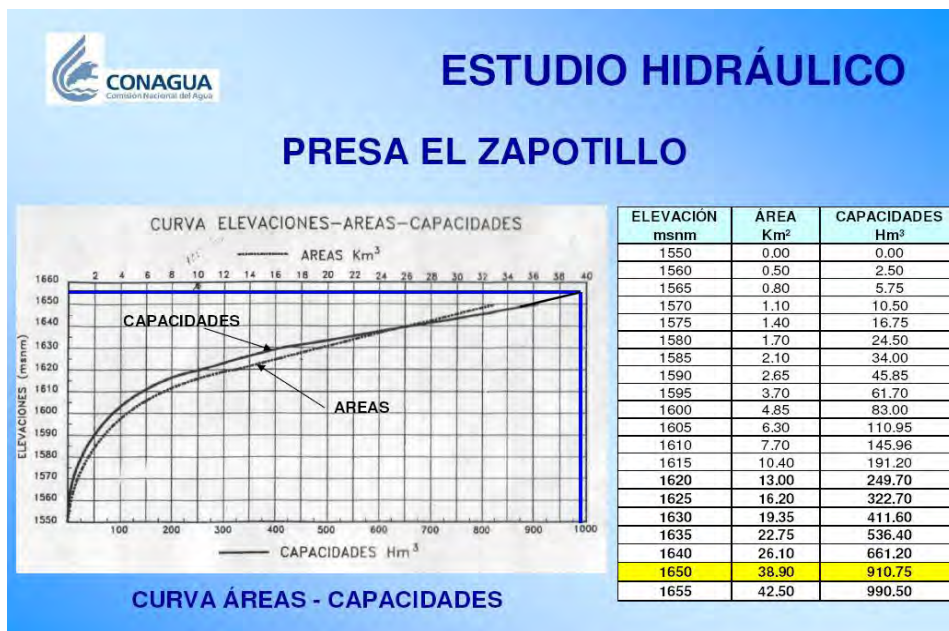 CONAGUA
Comisión Nacional del Agua
ESTUDIO HIDRÁULICO
PRESA EL ZAPOTILLO
CURVA ELEVACIONES-AREAS-CAPACIDADES
AREAS Km³
2 4 6 8 10 12 14 16 18 20 22 24 26 28 30 32 34 36 38 40
1660
1650
1640
1630
1620
1610
1600
1590
1580
1570
1560
1550
ELEVACIONES (msnm)
CAPACIDADES
AREAS
100 200 300 400 500 600 700 800 900 1000
CAPACIDADES Hm³
CURVA ÁREAS - CAPACIDADES
ELEVACIÓN ÁREA CAPACIDADES
msnm Km² Hm³
1550 0.00 0.00
1560 0.50 2.50
1565 0.80 5.75
1570 1.10 10.50
1575 1.40 16.75
1580 1.70 24.50
1585 2.10 34.00
1590 2.65 45.85
1595 3.70 61.70
1600 4.85 83.00
1605 6.30 110.95
1610 7.70 145.96
1615 10.40 191.20
1620 13.00 249.70
1625 16.20 322.70
1630 19.35 411.60
1635 22.75 536.40
1640 26.10 661.20
1650 38.90 910.75
1655 42.50 990.50